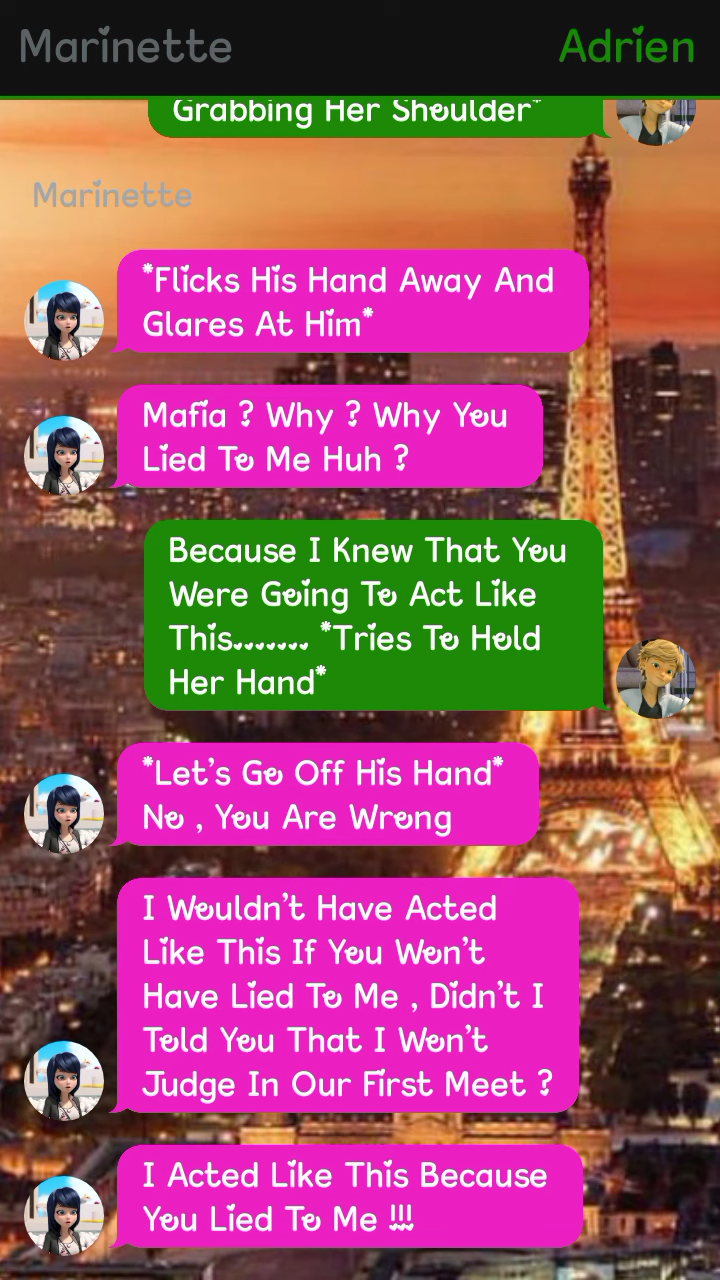 Marinette
Adrien
Grabbing Her Shoulder*
Marinette
*Flicks His Hand Away And
Glares At Him*
Mafia ? Why ? Why You
Lied To Me Huh ?
Because I Knew That You
Were Going To Act Like
This....... *Tries To Hold
Her Hand*
*Let's Go Off His Hand*
No , You Are Wrong
I Wouldn't Have Acted
Like This If You Won't
Have Lied To Me , Didn't I
Told You That I Won't
Judge In Our First Meet ?
I Acted Like This Because
You Lied To Me !!!